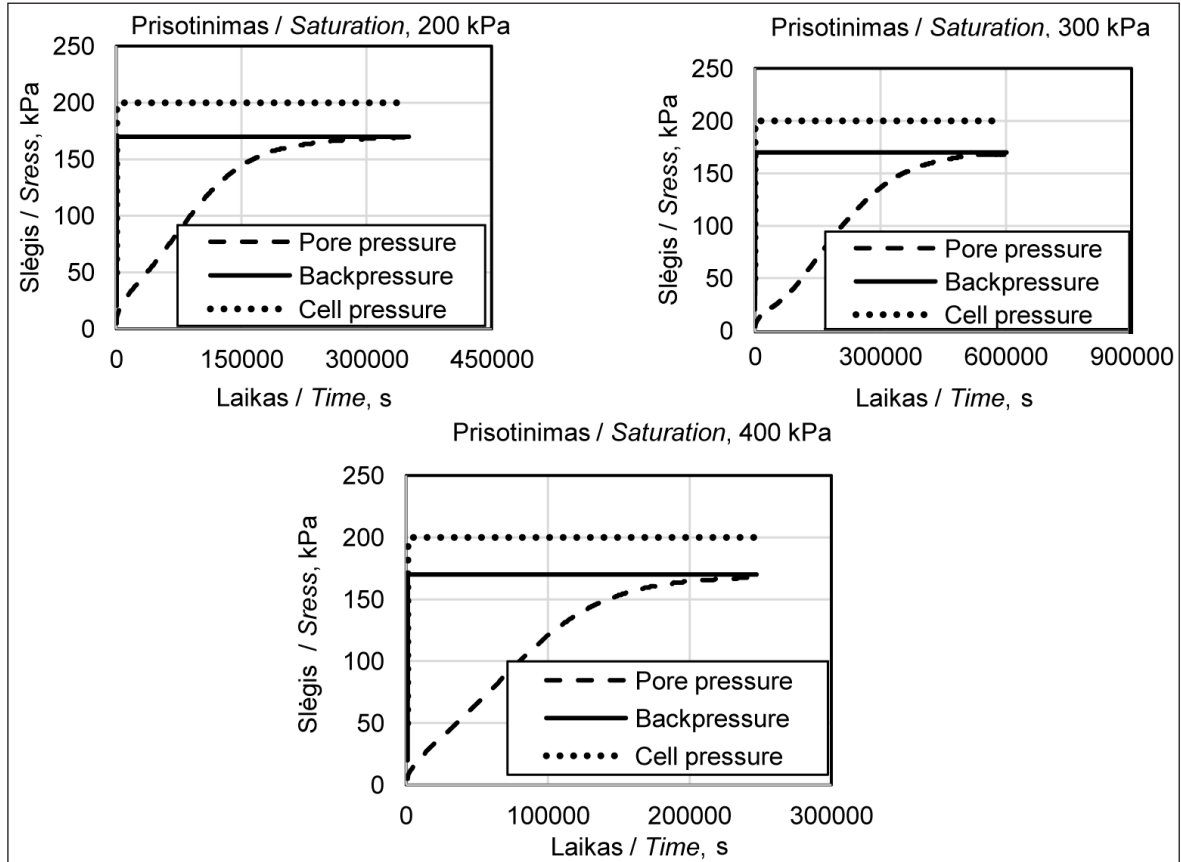 Prisotinimas / Saturation, 200 kPa
Slėgis / Sress, kPa
250
200
150
100
50
0
Pore pressure
Backpressure
Cell pressure
0 150000 300000 450000
Laikas / Time, s
Prisotinimas / Saturation, 300 kPa
Slėgis / Sress, kPa
250
200
150
100
50
0
Pore pressure
Backpressure
Cell pressure
0 3000000 6000000 9000000
Laikas / Time, s
Prisotinimas / Saturation, 400 kPa
Slėgis / Sress, kPa
250
200
150
100
50
0
Pore pressure
Backpressure
Cell pressure
0 100000 200000 300000
Laikas / Time, s